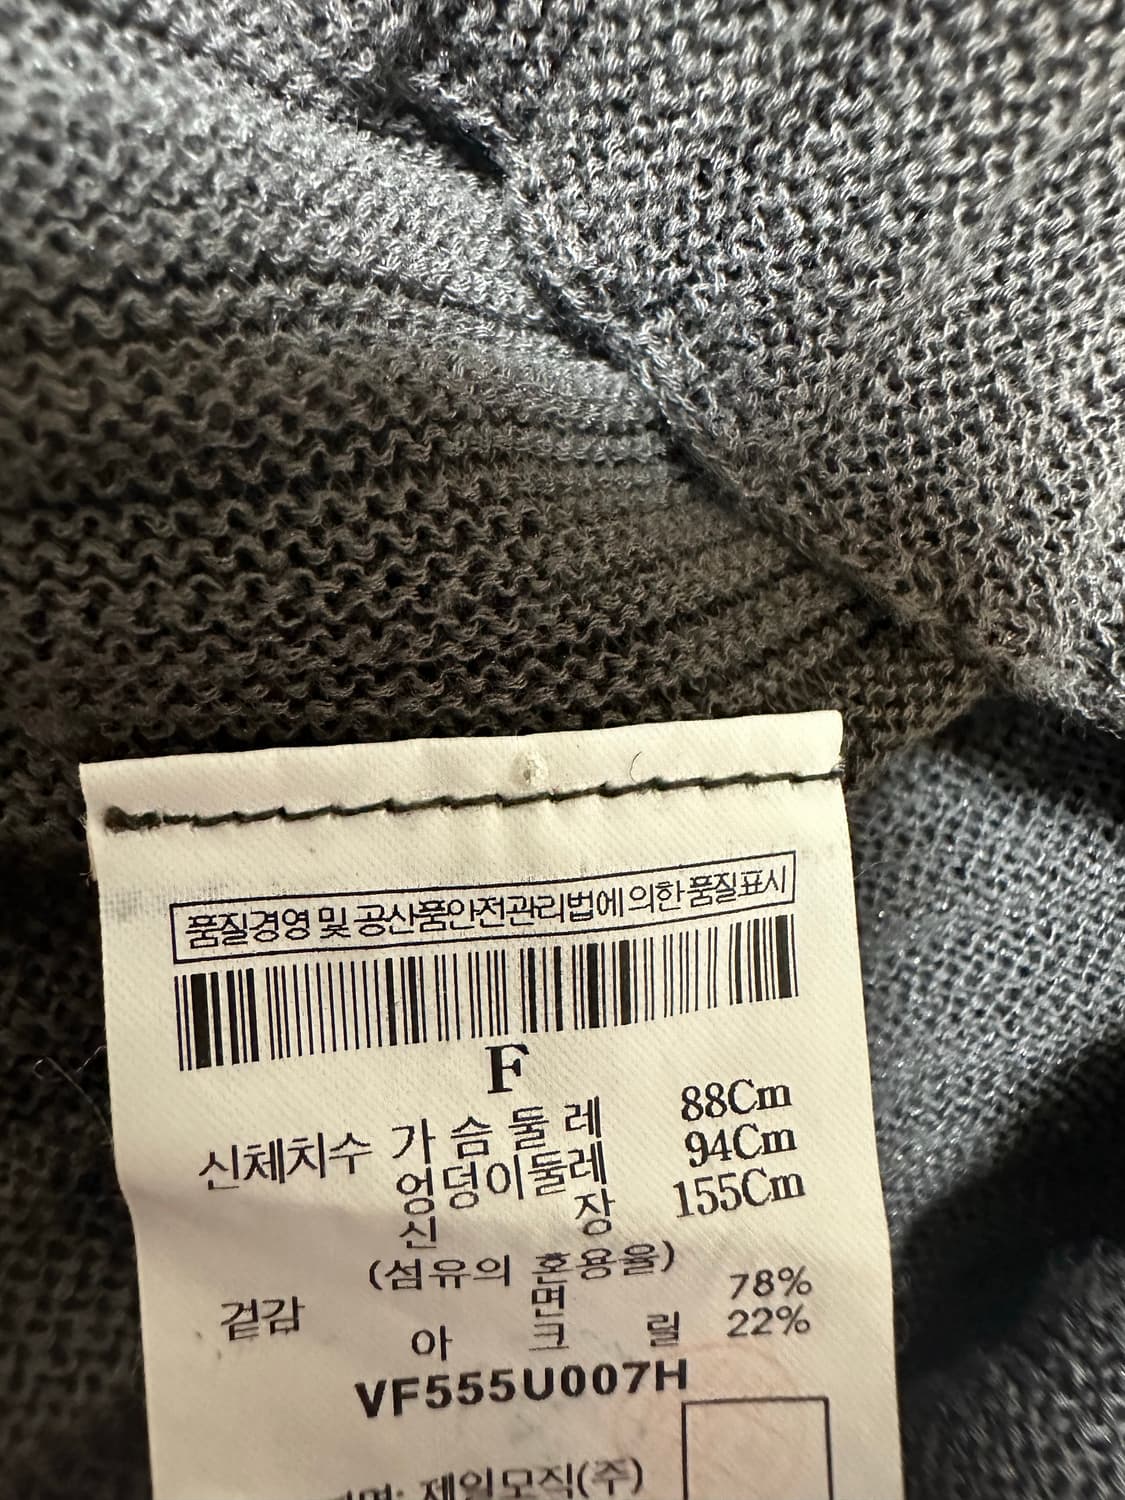 품질경영 및 공산품안전관리법에 의한 품질표시
F
신체치수 가슴둘레 88Cm
엉덩이둘레 94Cm
신장 155Cm
(섬유의 혼용율)
겉감 면 78%
아크릴 22%
VF555U007H
제일모직(주)